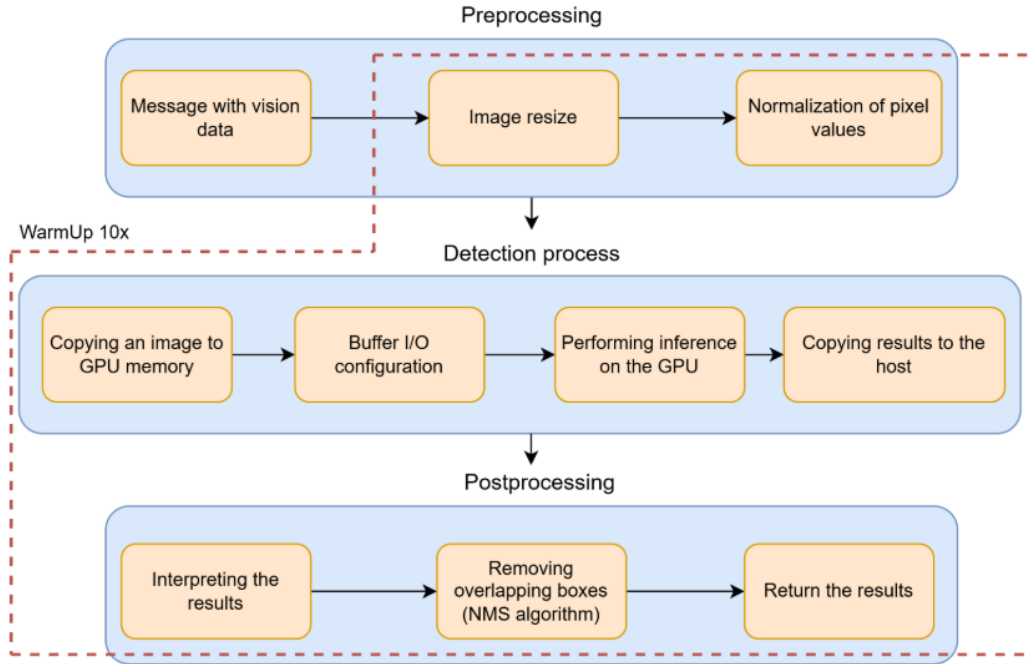 Preprocessing
Message with vision
data
Image resize
Normalization of pixel
values
WarmUp 10x
Detection process
Copying an image to
GPU memory
Buffer I/O
configuration
Performing inference
on the GPU
Copying results to the
host
Postprocessing
Interpreting the
results
Removing
overlapping boxes
(NMS algorithm)
Return the results